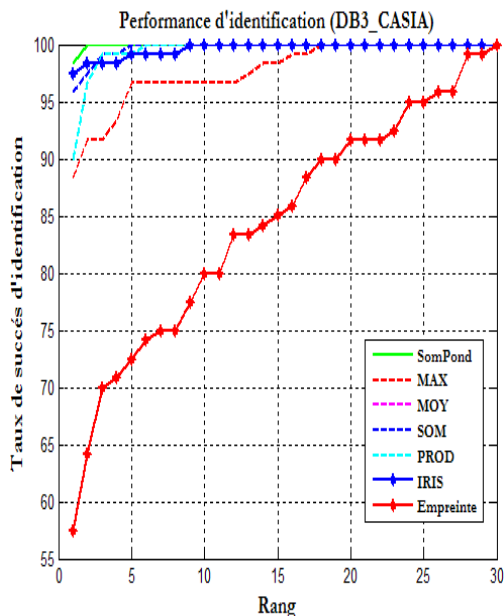 Performance d'identification (DB3_CASIA)
Taux de succés d'identification
100
95
90
85
80
75
70
65
60
55
0
5
10
15
20
25
30
Rang
SomPond
MAX
MOY
SOM
PROD
IRIS
Empreinte